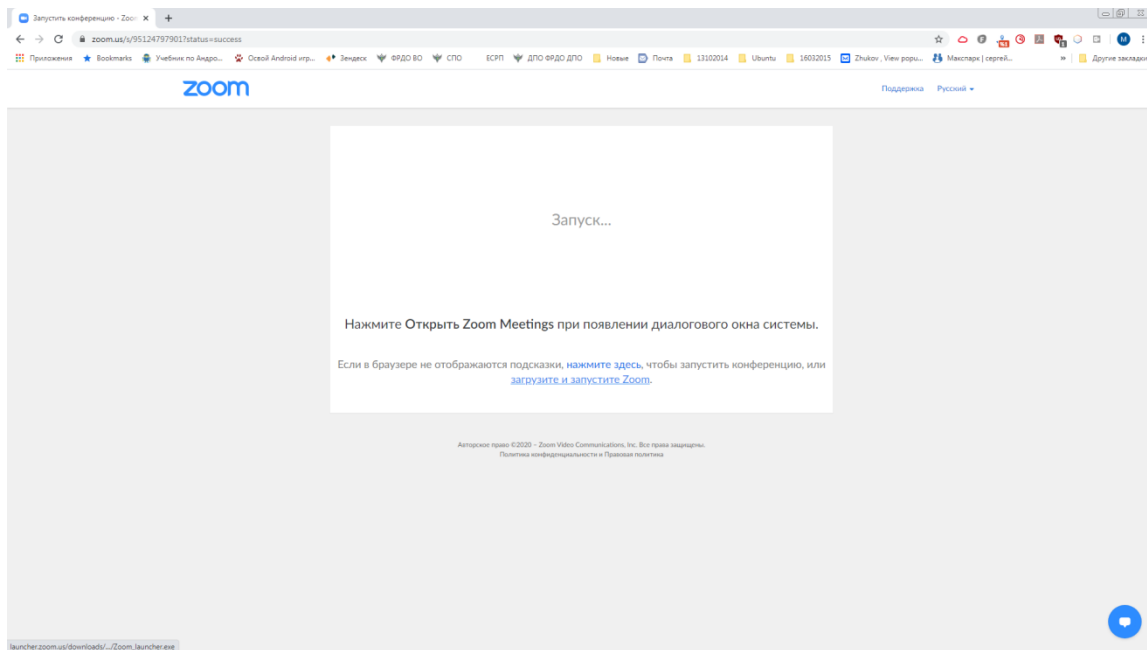 Запустить конференцию - Zoo
zoom.us/s/95124797901?status=success
Приложения Bookmarks Учебник по Андро... Освой Android игр... Зендеск ФРДО ВО СПО ЕСРП ДПО ФРДО ДПО Новые Почта 13102014 Ubuntu 16032015 Zhukov, View popu... Макспарк | сергей... » Другие закладки
zoom
Поддержка Русский
Запуск...
Нажмите Открыть Zoom Meetings при появлении диалогового окна системы.
Если в браузере не отображаются подсказки, нажмите здесь, чтобы запустить конференцию, или
загрузите и запустите Zoom.
Авторское право ©2020 – Zoom Video Communications, Inc. Все права защищены.
Политика конфиденциальности и Правовая политика
launcher.zoom.us/downloads/.../Zoom_launcher.exe